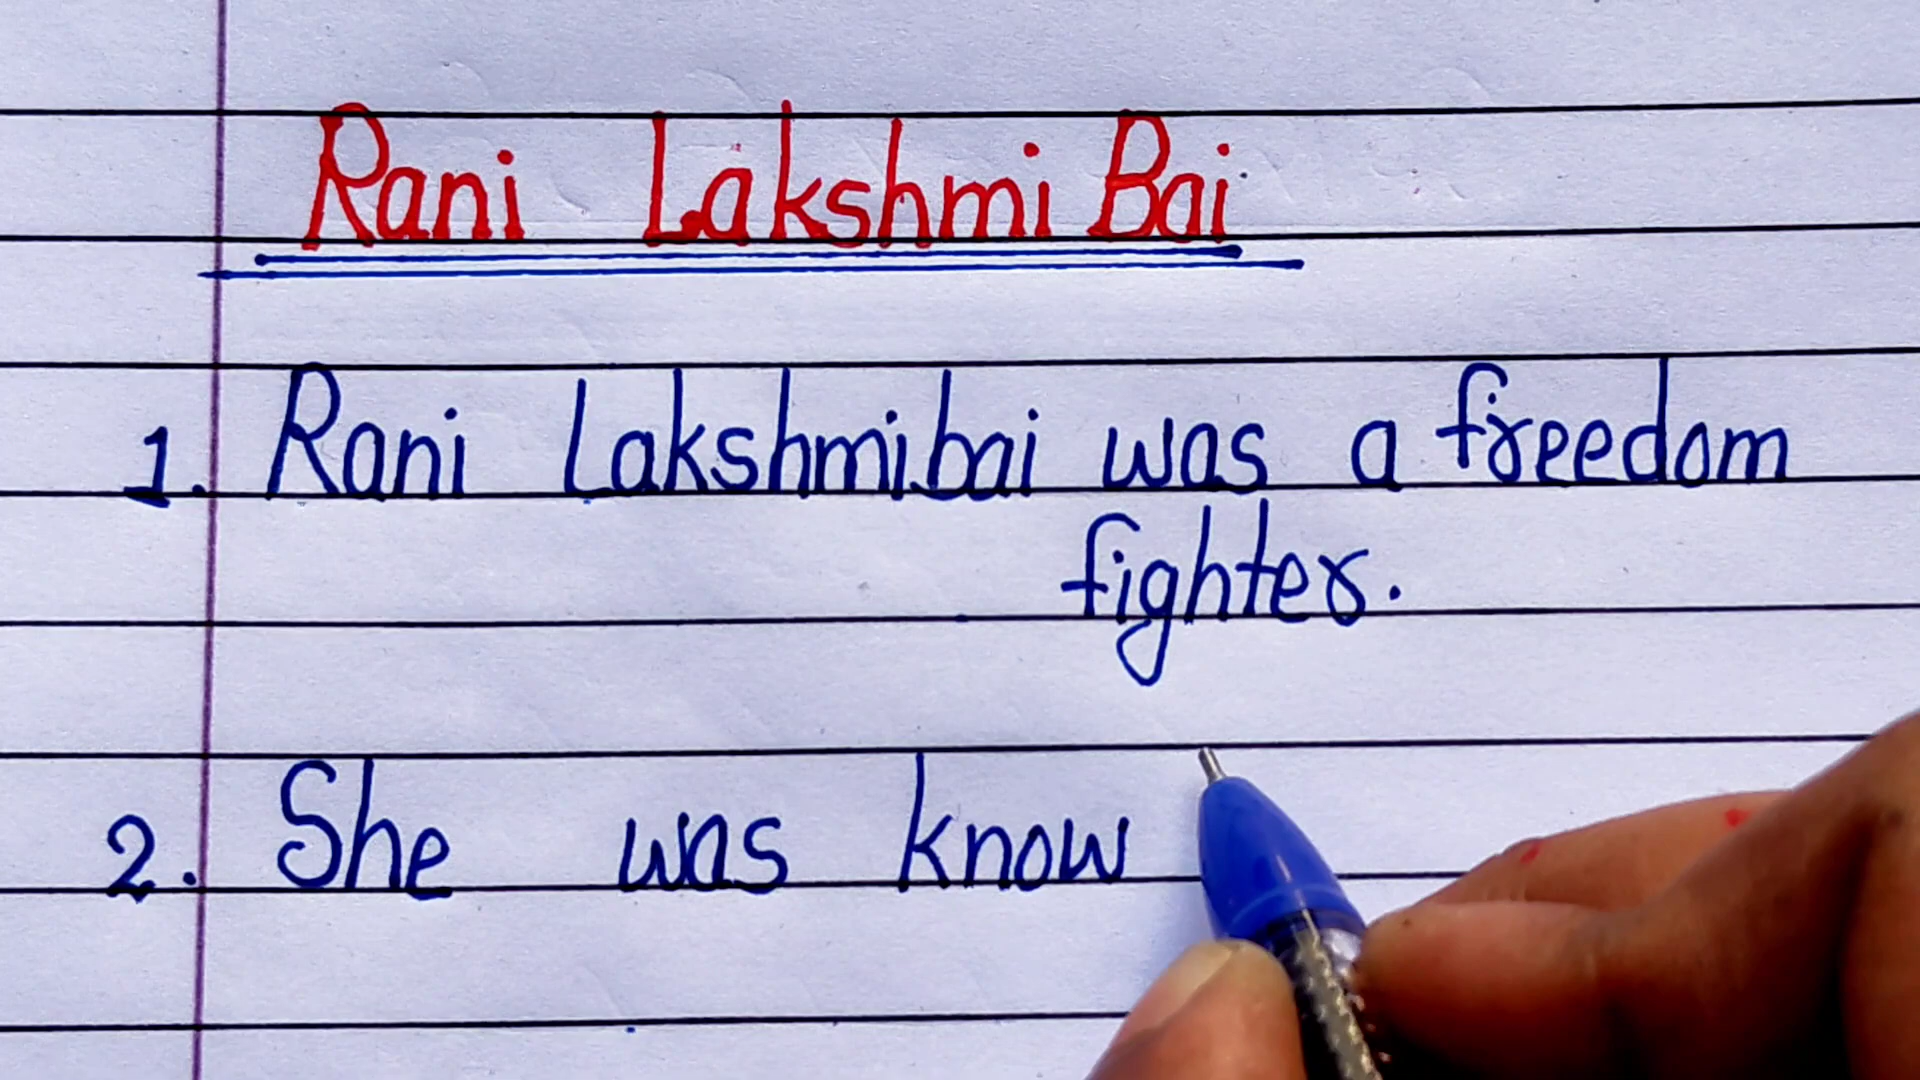 Rani Lakshmi Bai
1. Rani Lakshmibai was a freedom
fighter.
2. She was know